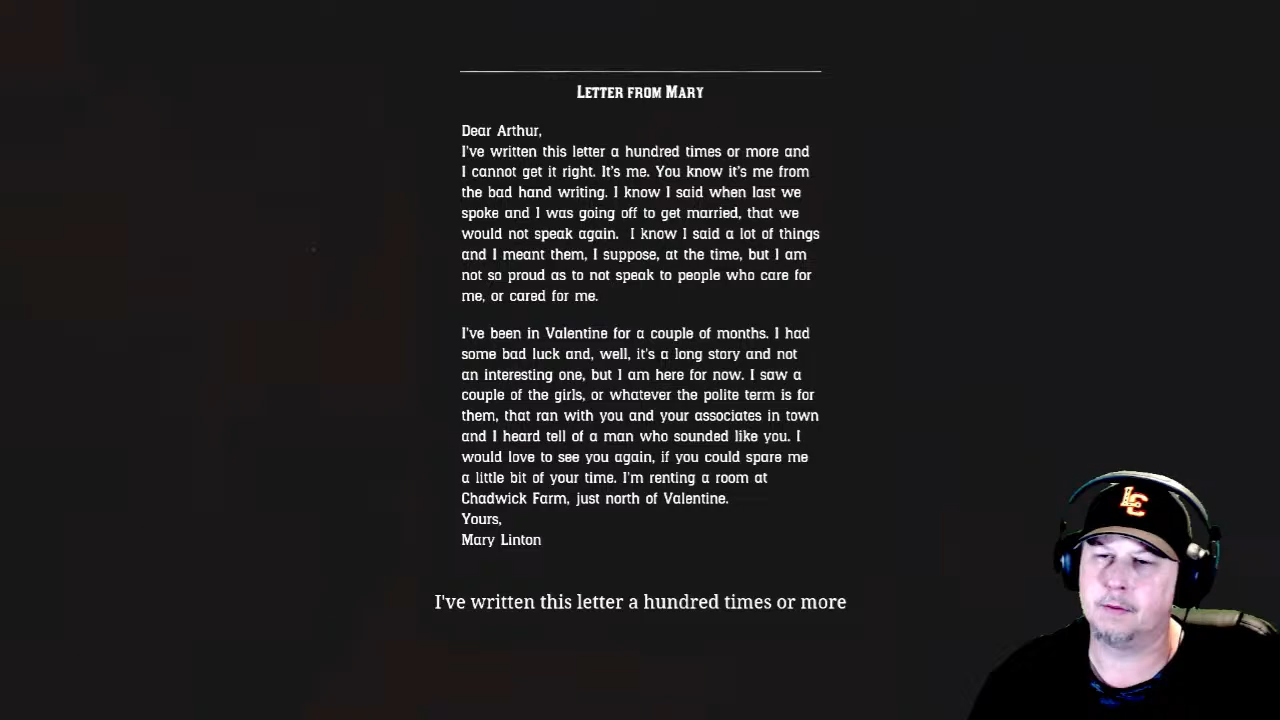 LETTER FROM MARY
Dear Arthur,
I've written this letter a hundred times or more and
I cannot get it right. It's me. You know it's me from
the bad hand writing. I know I said when last we
spoke and I was going off to get married, that we
would not speak again.  I know I said a lot of things
and I meant them, I suppose, at the time, but I am
not so proud as to not speak to people who care for
me, or cared for me.
I've been in Valentine for a couple of months. I had
some bad luck and, well, it's a long story and not
an interesting one, but I am here for now. I saw a
couple of the girls, or whatever the polite term is for
them, that ran with you and your associates in town
and I heard tell of a man who sounded like you. I
would love to see you again, if you could spare me
a little bit of your time. I'm renting a room at
Chadwick Farm, just north of Valentine.
Yours,
Mary Linton
I've written this letter a hundred times or more